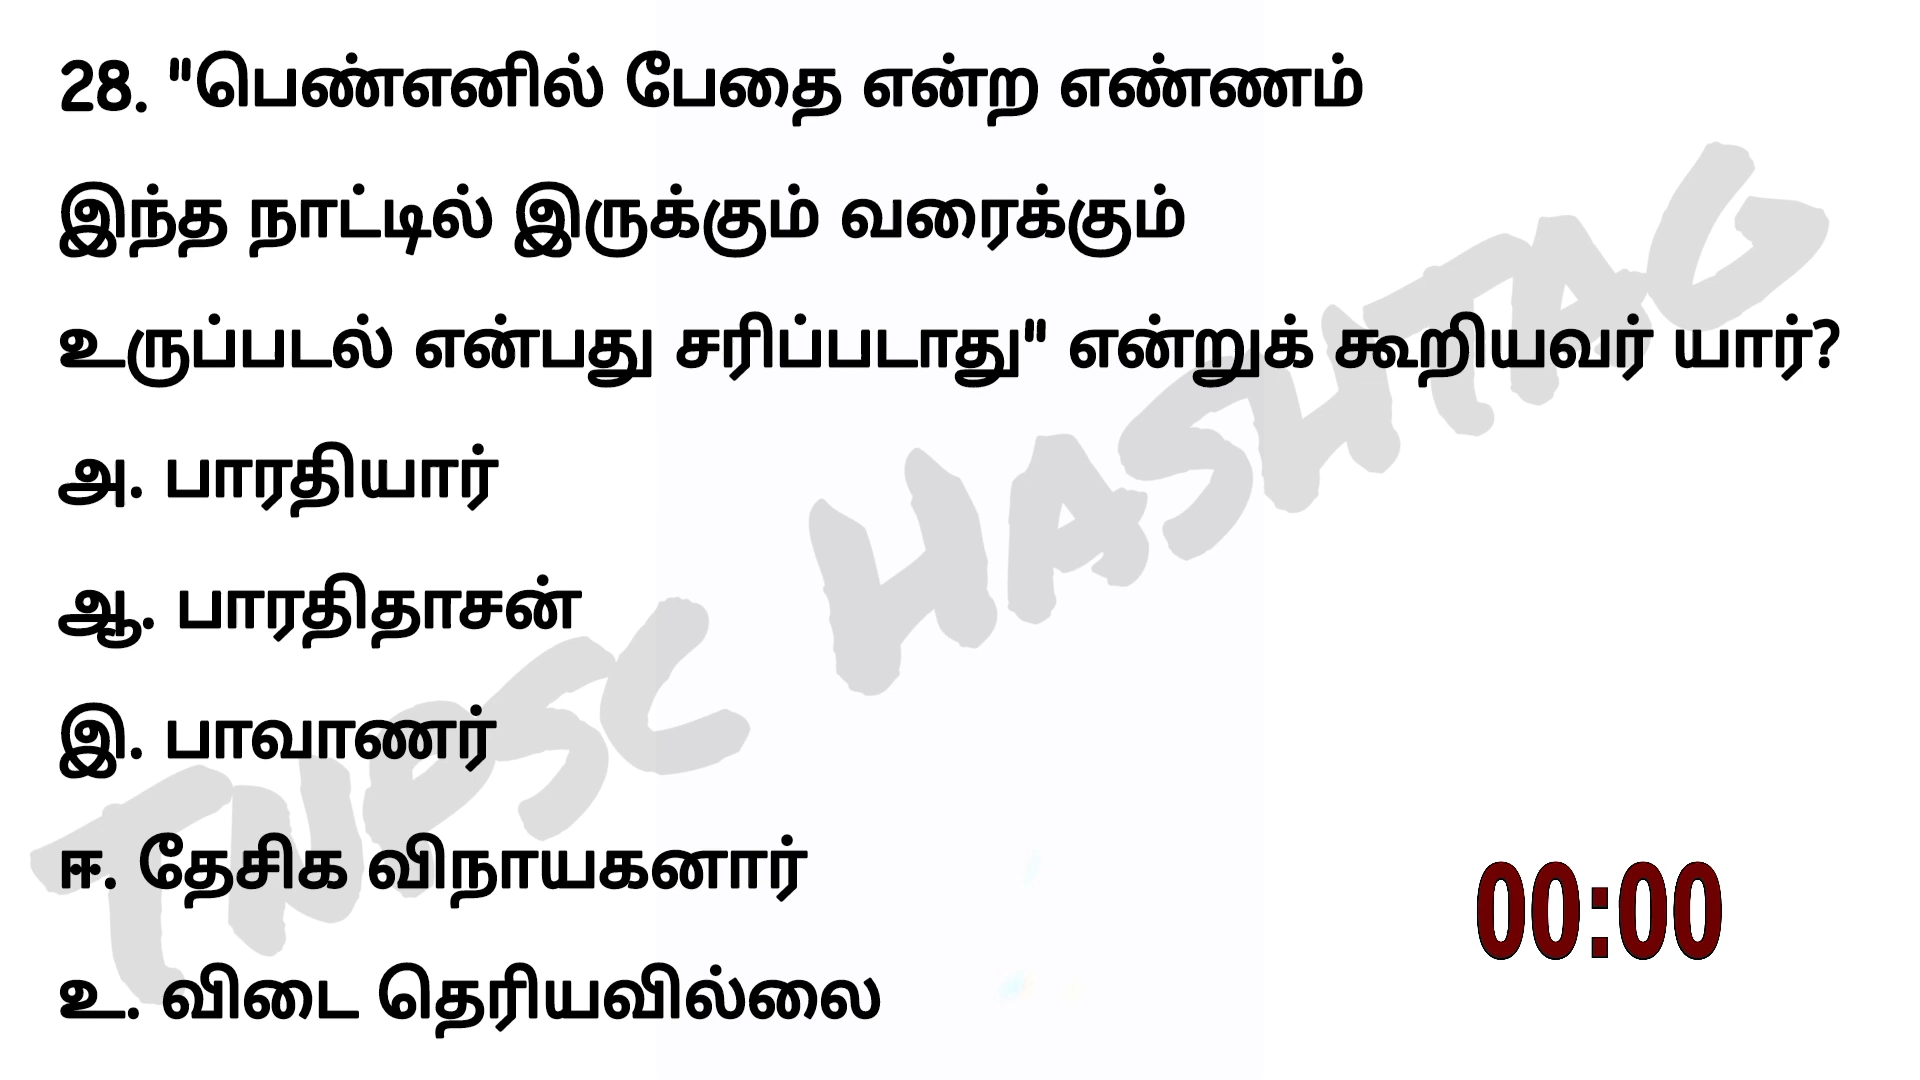 28. "பெண்எனில் பேதை என்ற எண்ணம்
இந்த நாட்டில் இருக்கும் வரைக்கும்
உருப்படல் என்பது சரிப்படாது" என்றுக் கூறியவர் யார்?
அ. பாரதியார்
ஆ. பாரதிதாசன்
இ. பாவாணர்
ஈ. தேசிக விநாயகனார்
உ. விடை தெரியவில்லை
00:00
TNPSC HASHTAG